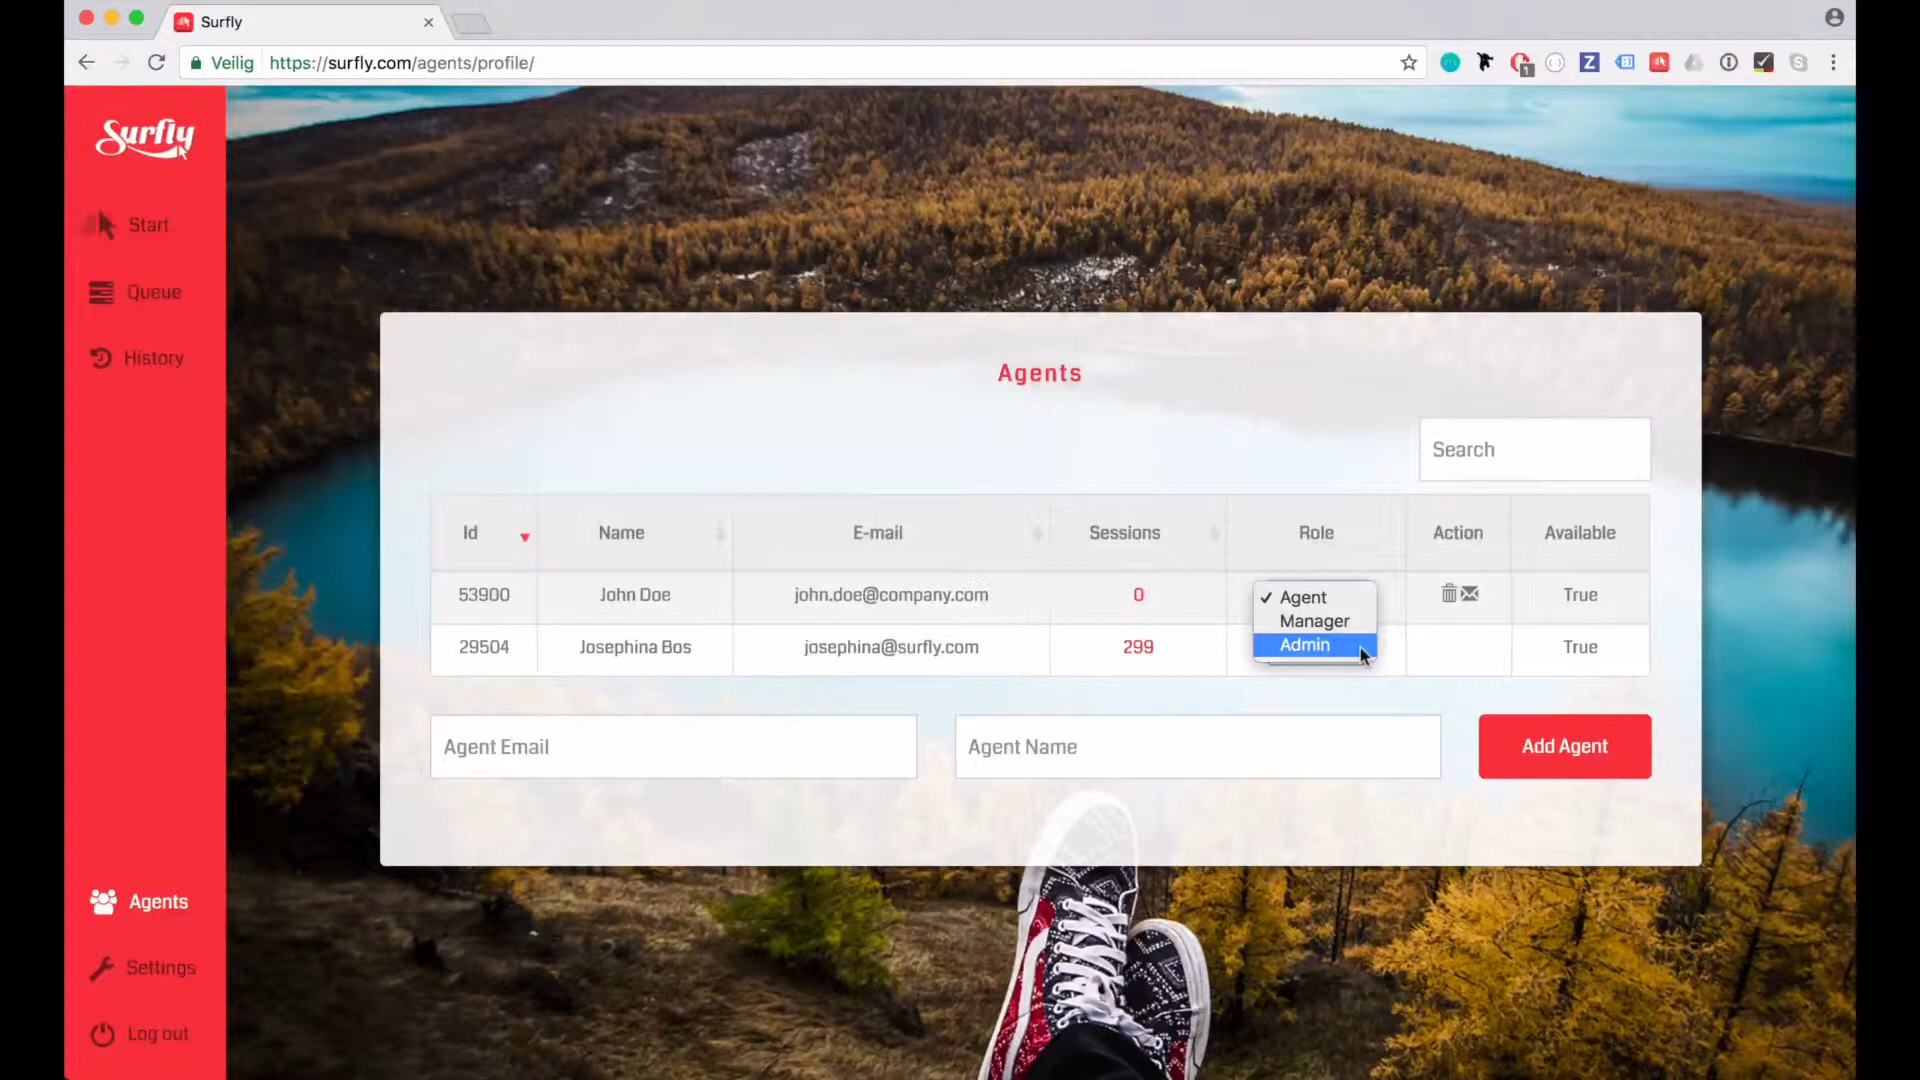 Surfly
Veilig https://surfly.com/agents/profile/
Surfly
Start
Queue
History
Agents
Search
Id Name E-mail Sessions Role Action Available
53900 John Doe john.doe@company.com 0 ✓ Agent True
Manager
29504 Josephina Bos josephina@surfly.com 299 Admin True
Agent Email Agent Name Add Agent
Agents
Settings
Log out